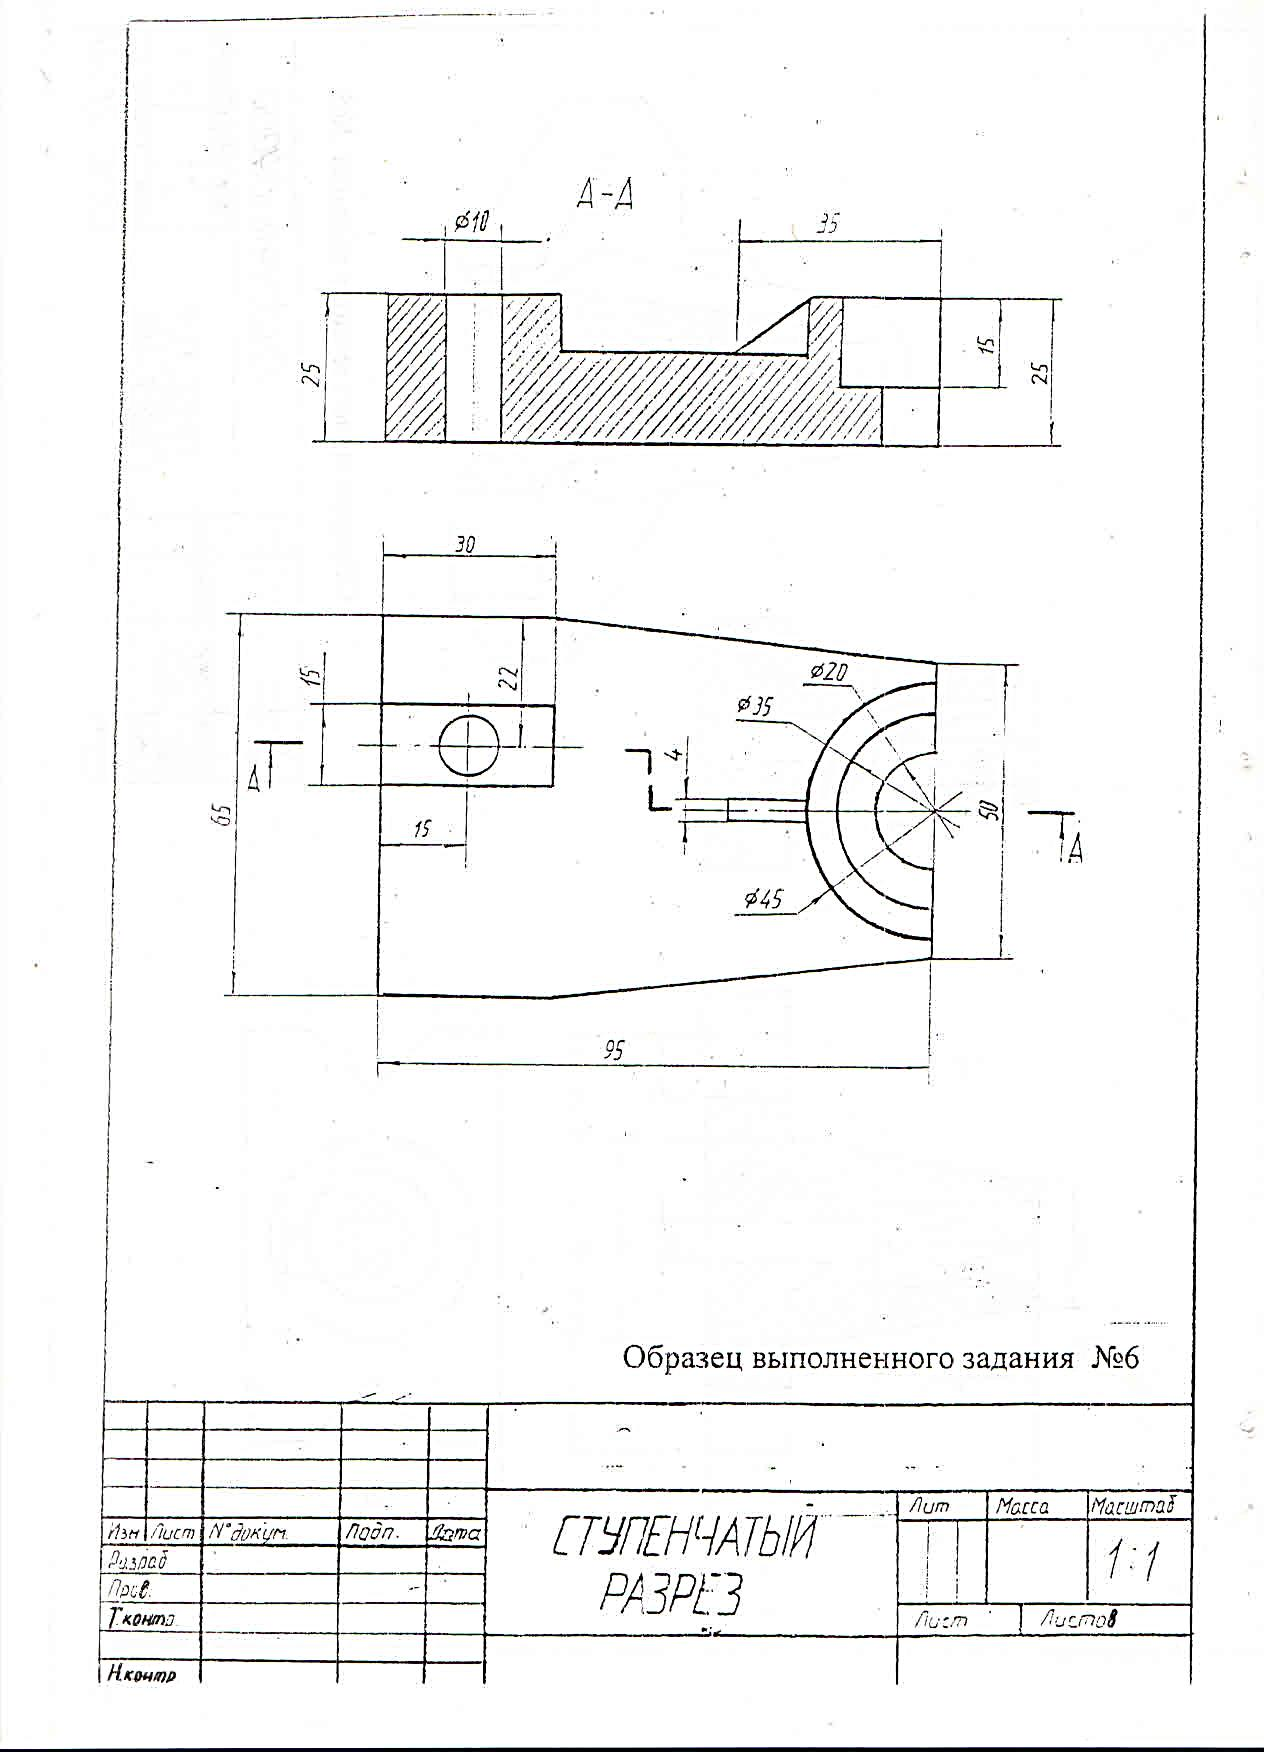 А-А
⌀10
35
25
15
25
30
15
22
⌀20
⌀35
4
А
65
50
15
А
⌀45
95
Образец выполненного задания №6
Лит Масса Масштаб
Изм Лист N°докум. Подп. Дата
СТУПЕНЧАТЫЙ
РАЗРЕЗ
1:1
Разраб
Пров.
Т.контр.
Лист Листов
Н.контр